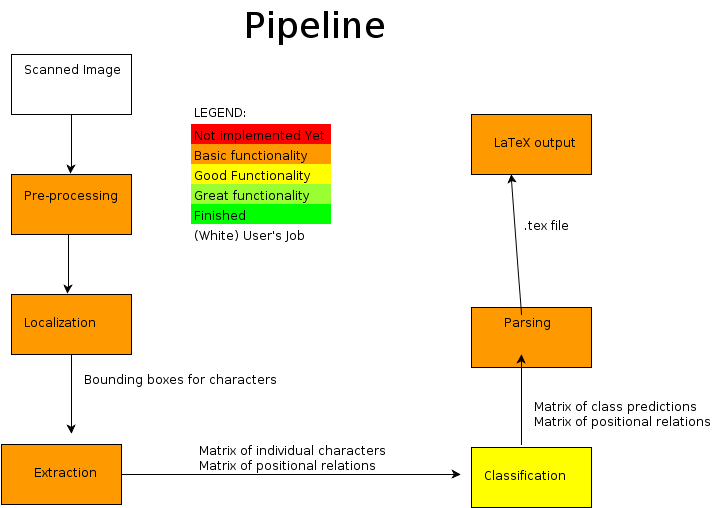 Pipeline
Scanned Image
LEGEND:
Not implemented Yet
Basic functionality
Good Functionality
Great functionality
Finished
(White) User's Job
Pre-processing
Localization
Bounding boxes for characters
Extraction
Matrix of individual characters
Matrix of positional relations
Classification
Matrix of class predictions
Matrix of positional relations
Parsing
.tex file
LaTeX output